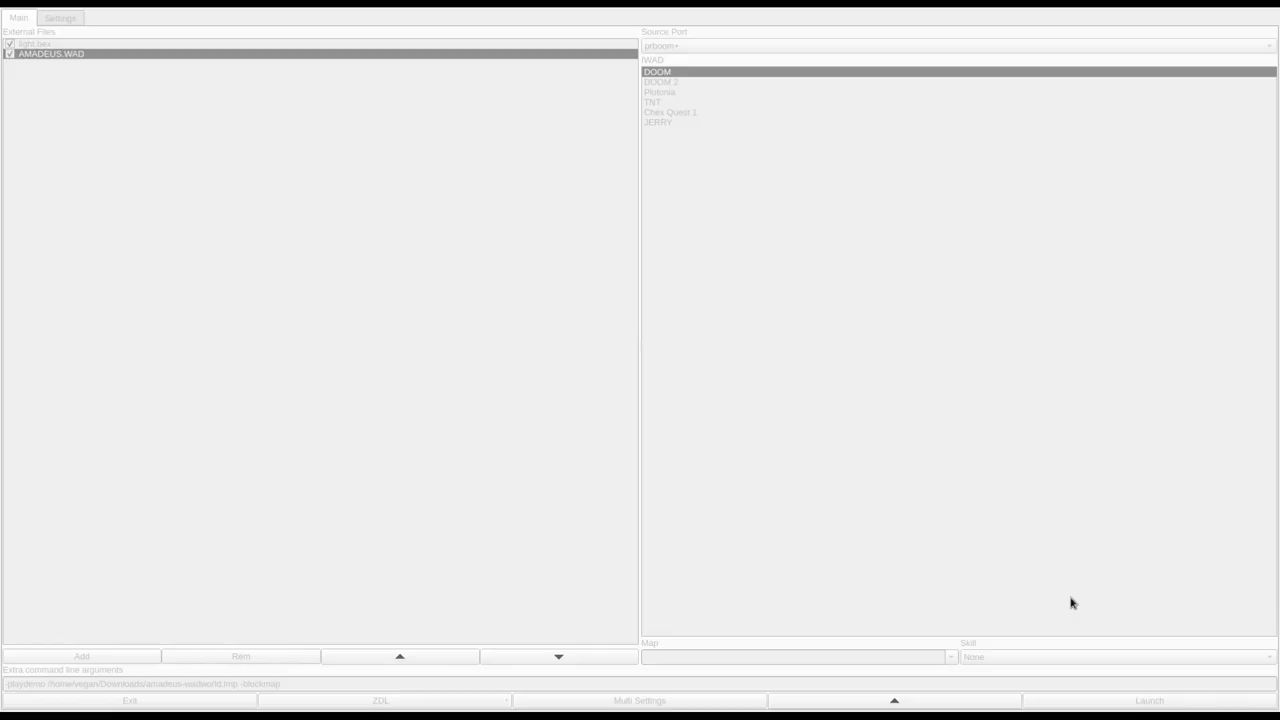 Main Settings
External Files
light.bex
AMADEUS.WAD
Source Port
prboom+
IWAD
DOOM
DOOM 2
Plutonia
TNT
Chex Quest 1
JERRY
Add Rem
Map Skill
None
Extra command line arguments
-playdemo /home/vegan/Downloads/amadeus-wadworld.lmp -blockmap
Exit ZDL Multi Settings Launch